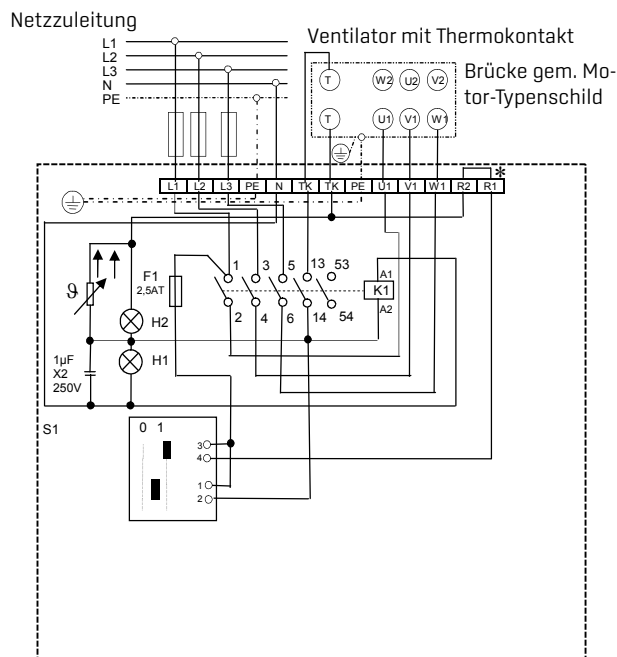 Netzzuleitung
L1
L2
L3
N
PE
Ventilator mit Thermokontakt
Brücke gem. Mo-
tor-Typenschild
T W2 U2 V2
T U1 V1 W1
L1 L2 L3 PE N TK TK PE U1 V1 W1 R2 R1 *
ϑ
F1
2,5AT
1 3 5 13 53
2 4 6 14 54
A1
K1
A2
H2
H1
1µF
X2
250V
S1
0 1
3
4
1
2